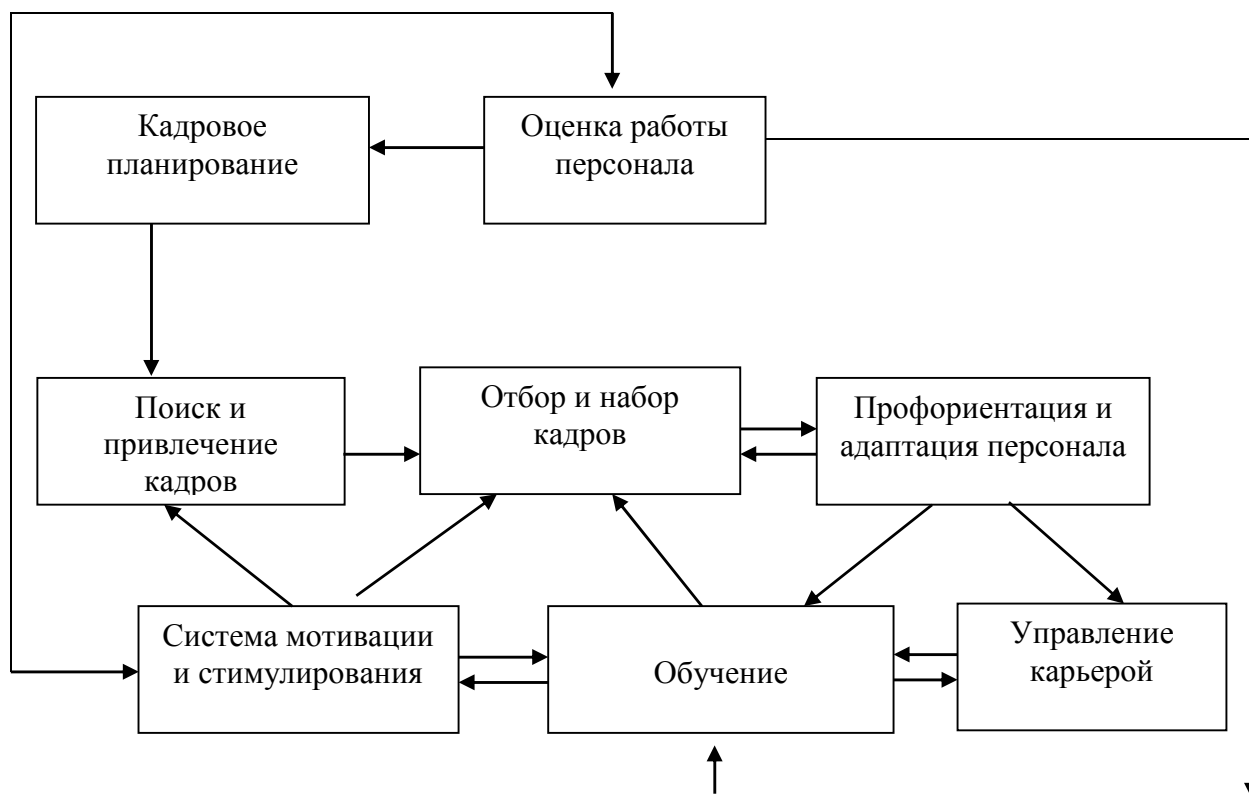 Кадровое
планирование
Оценка работы
персонала
Поиск и
привлечение
кадров
Отбор и набор
кадров
Профориентация и
адаптация персонала
Система мотивации
и стимулирования
Обучение
Управление
карьерой